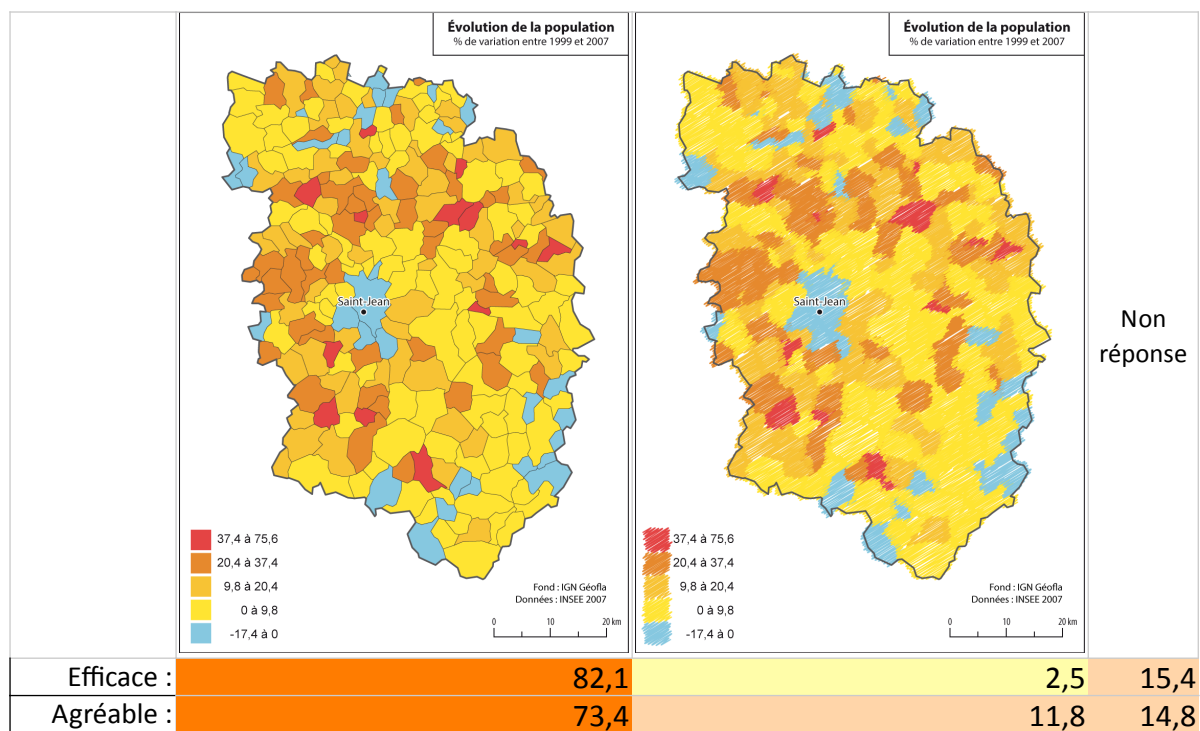 Évolution de la population
% de variation entre 1999 et 2007
Saint-Jean
37,4 à 75,6
20,4 à 37,4
9,8 à 20,4
0 à 9,8
-17,4 à 0
Fond : IGN Géofla
Données : INSEE 2007
0 10 20 km
Évolution de la population
% de variation entre 1999 et 2007
Saint-Jean
37,4 à 75,6
20,4 à 37,4
9,8 à 20,4
0 à 9,8
-17,4 à 0
Fond : IGN Géofla
Données : INSEE 2007
0 10 20 km
Non
réponse
Efficace : 82,1 2,5 15,4
Agréable : 73,4 11,8 14,8